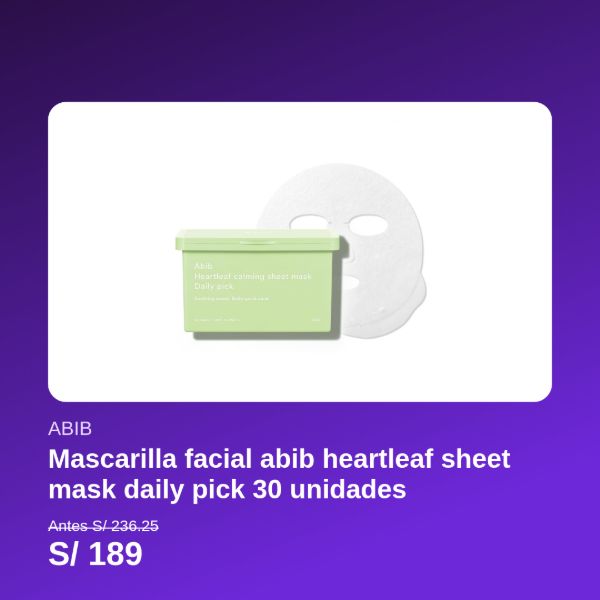 Abib
Heartleaf calming sheet mask
Daily pick
ABIB
Mascarilla facial abib heartleaf sheet
mask daily pick 30 unidades
Antes S/ 236.25
S/ 189